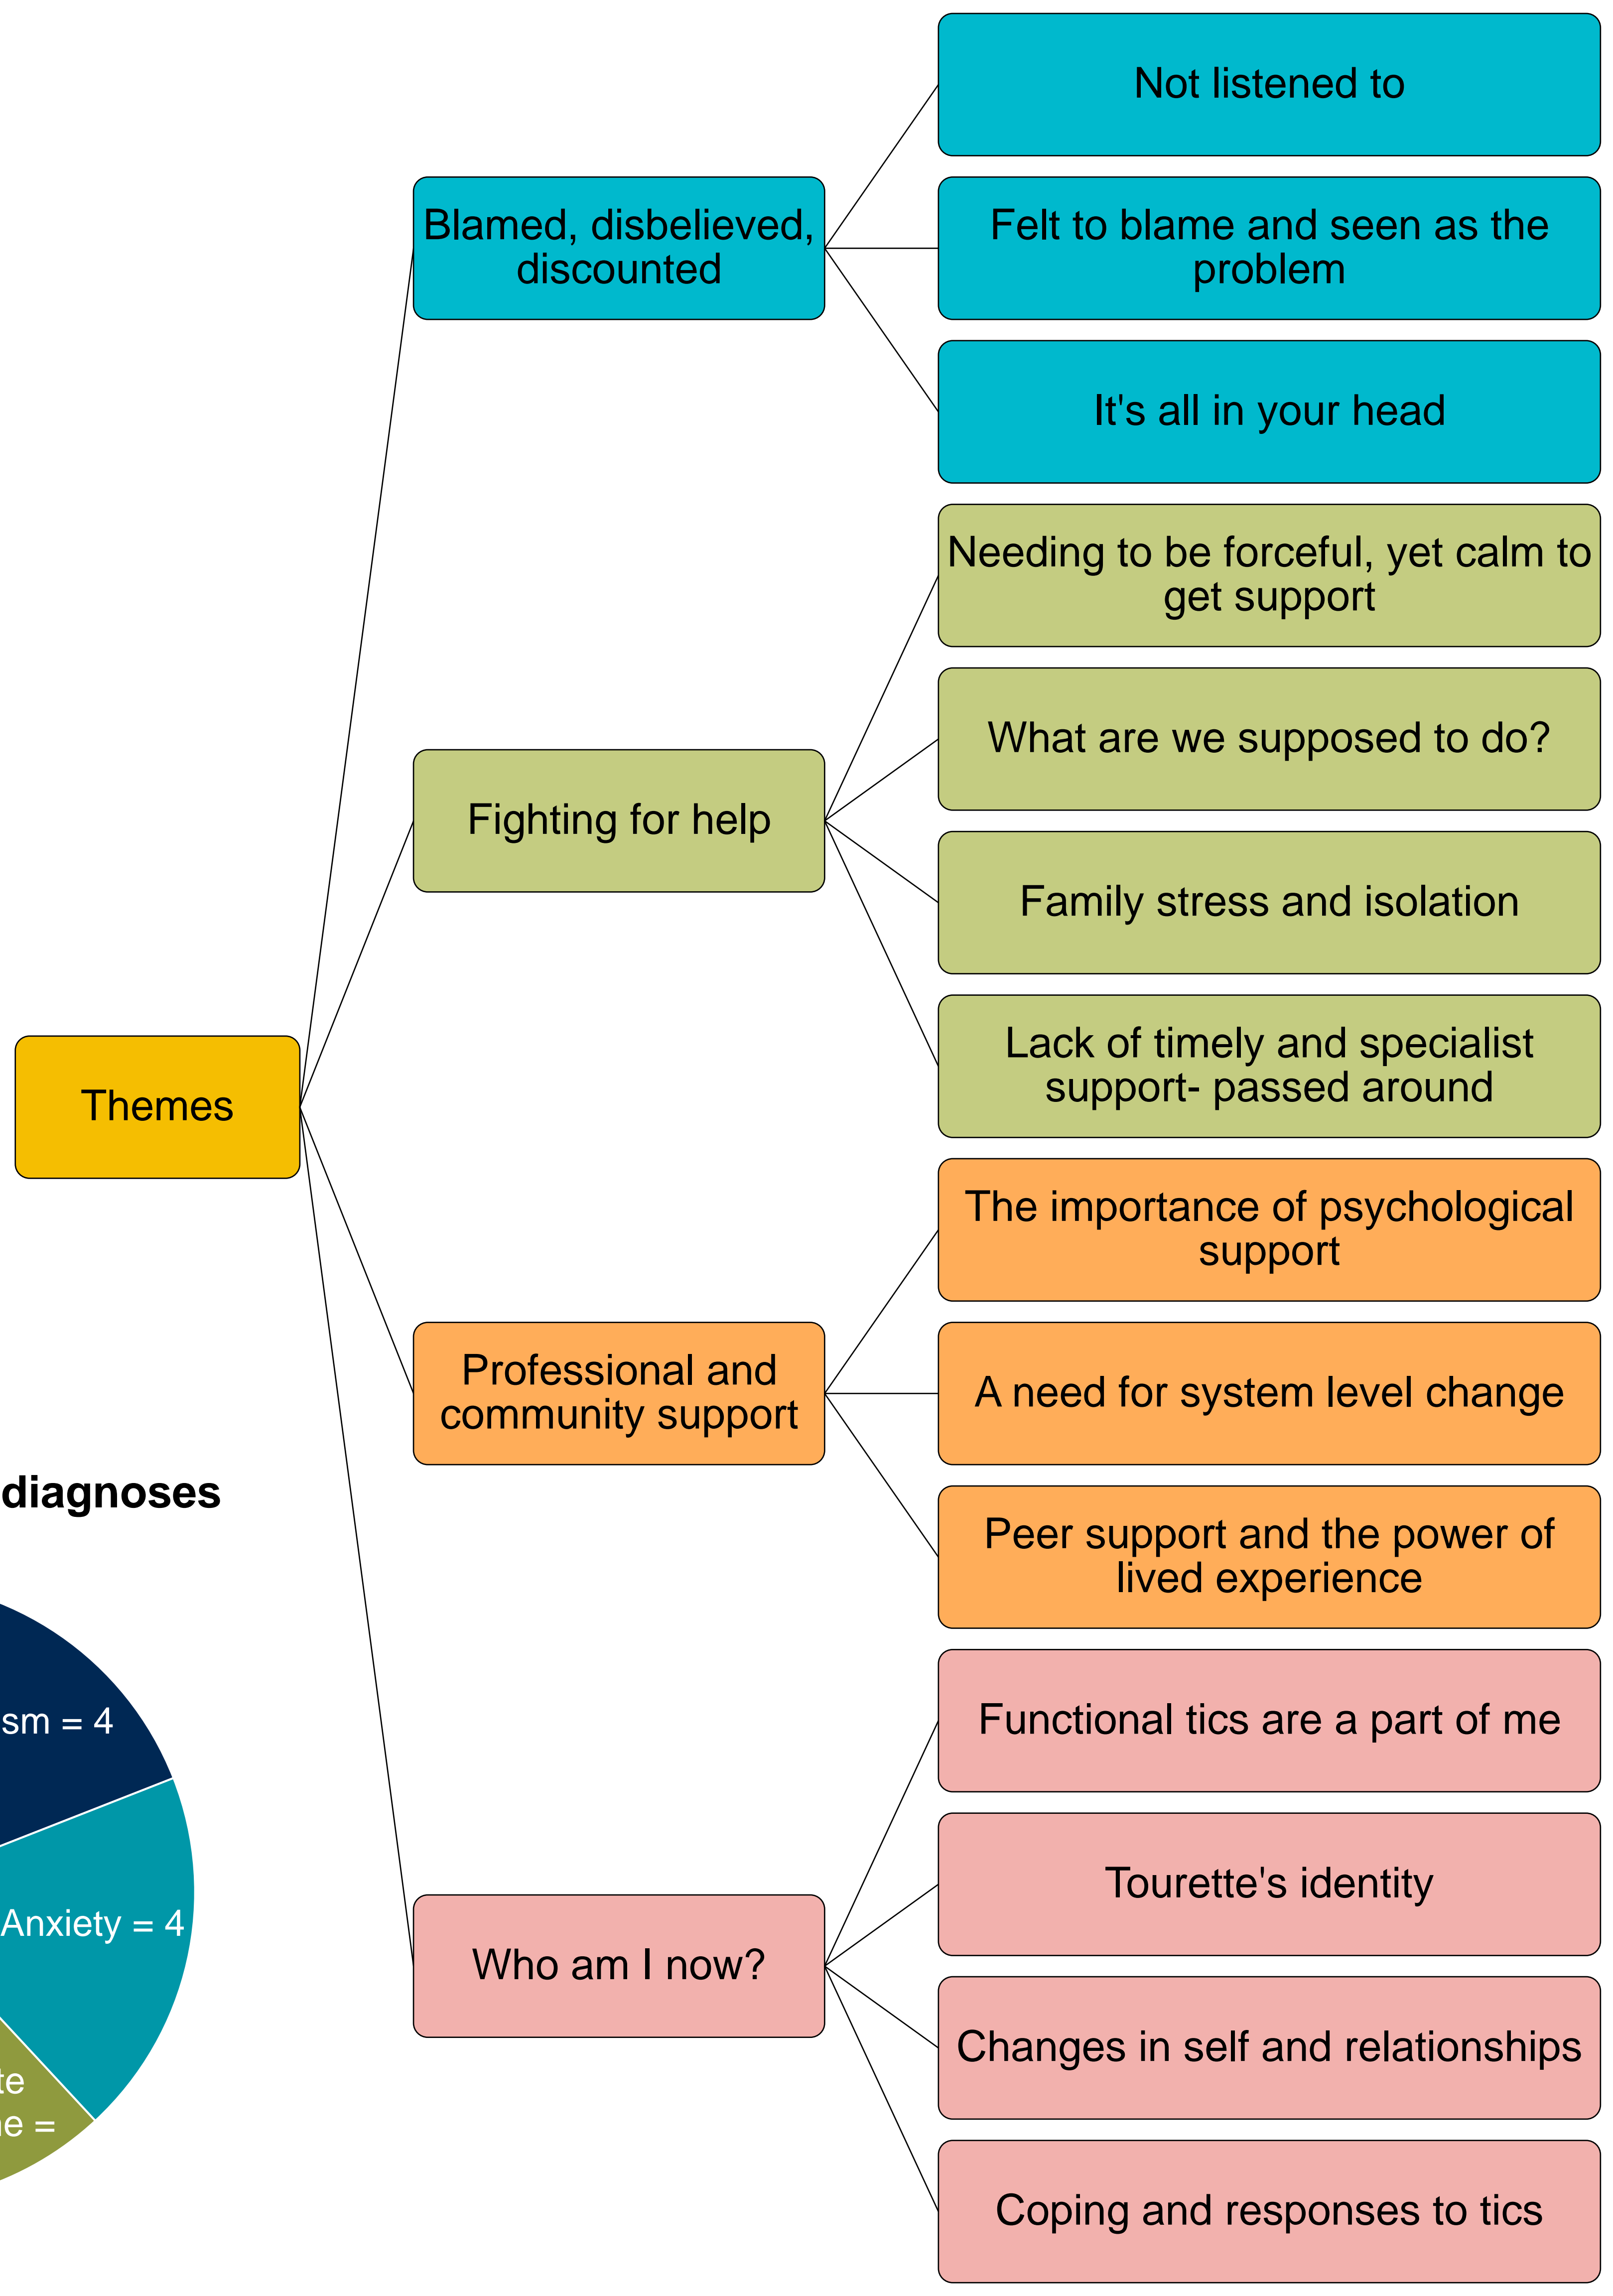 Themes
Blamed, disbelieved,
discounted
Not listened to
Felt to blame and seen as the
problem
It's all in your head
Fighting for help
Needing to be forceful, yet calm to
get support
What are we supposed to do?
Family stress and isolation
Lack of timely and specialist
support- passed around
Professional and
community support
The importance of psychological
support
A need for system level change
Peer support and the power of
lived experience
Who am I now?
Functional tics are a part of me
Tourette's identity
Changes in self and relationships
Coping and responses to tics
diagnoses
sm = 4
Anxiety = 4
te
e =